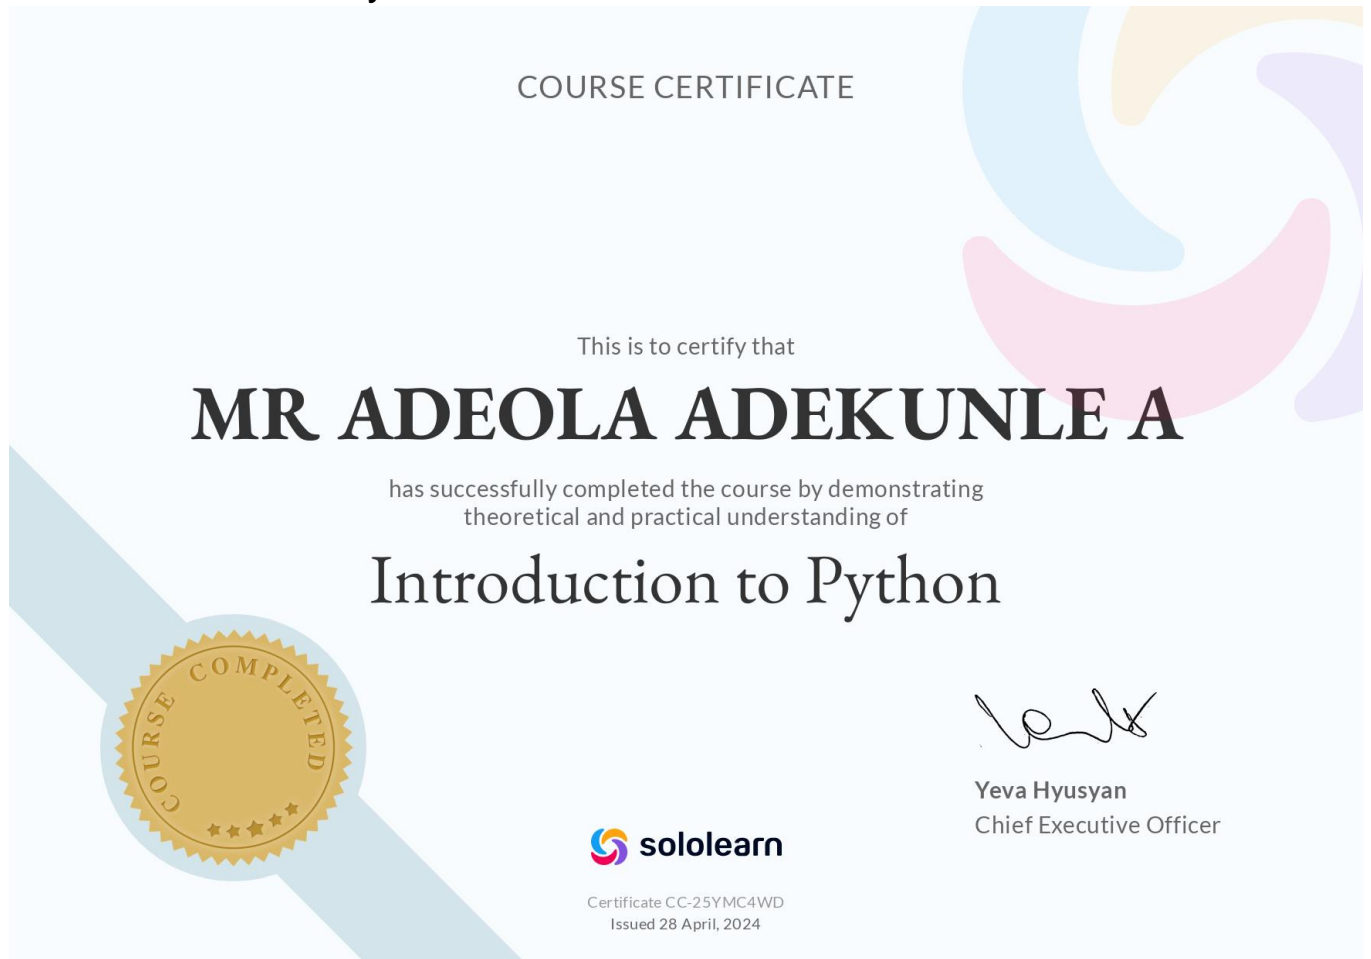 COURSE CERTIFICATE
This is to certify that
MR ADEOLA ADEKUNLE A
has successfully completed the course by demonstrating
theoretical and practical understanding of
Introduction to Python
COURSE COMPLETED
Yeva Hyusyan
Chief Executive Officer
sololearn
Certificate CC-25YMC4WD
Issued 28 April, 2024